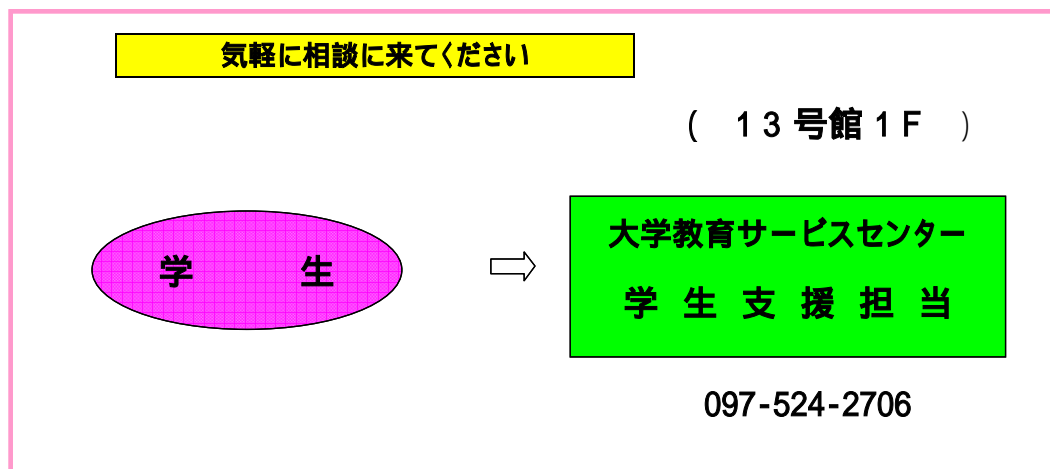 気軽に相談に来てください
( 13号館1F )
学 生
大学教育サービスセンター
学 生 支 援 担 当
097-524-2706